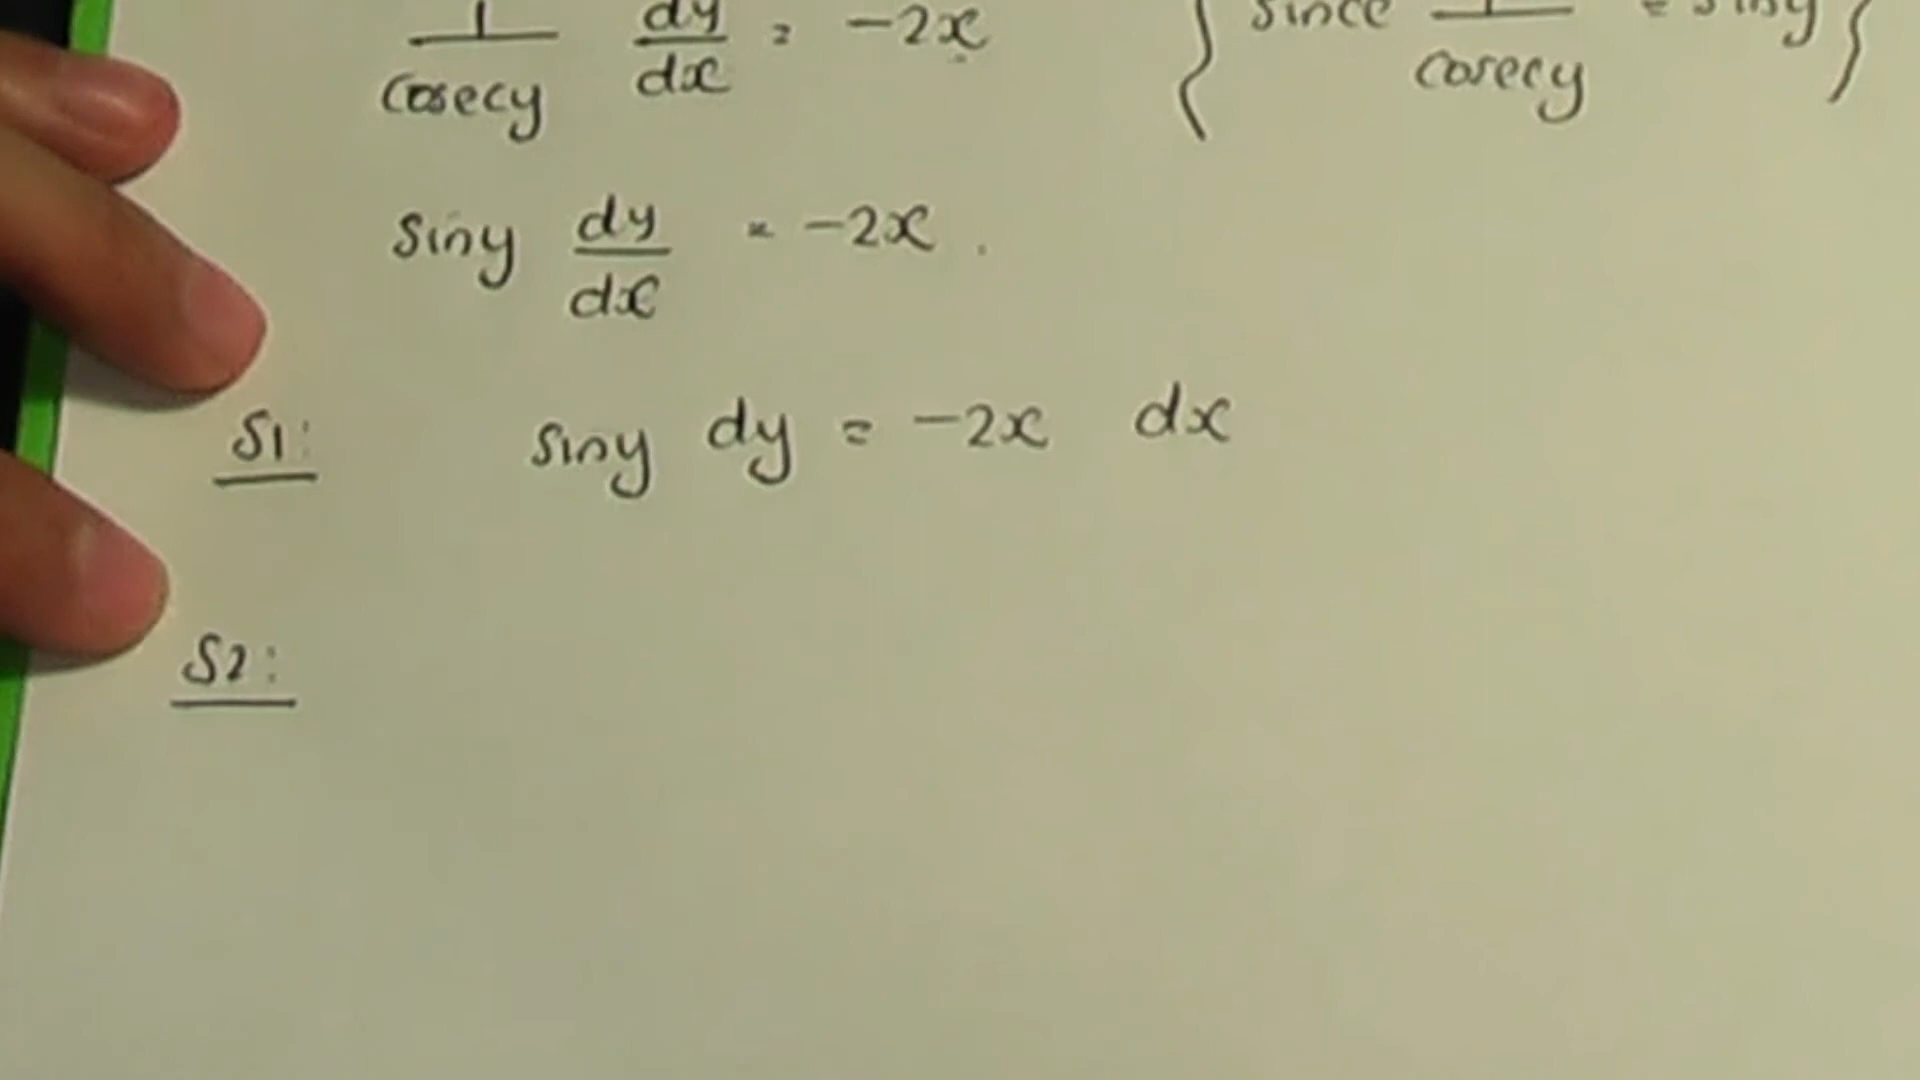 1/cosecy dy/dx = -2x { since 1/cosecy = siny }
siny dy/dx = -2x .
S1: siny dy = -2x dx
S2: